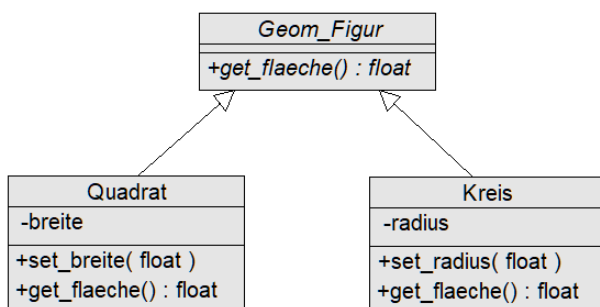 Geom_Figur
+get_flaeche() : float
Quadrat
-breite
+set_breite( float )
+get_flaeche() : float
Kreis
-radius
+set_radius( float )
+get_flaeche() : float